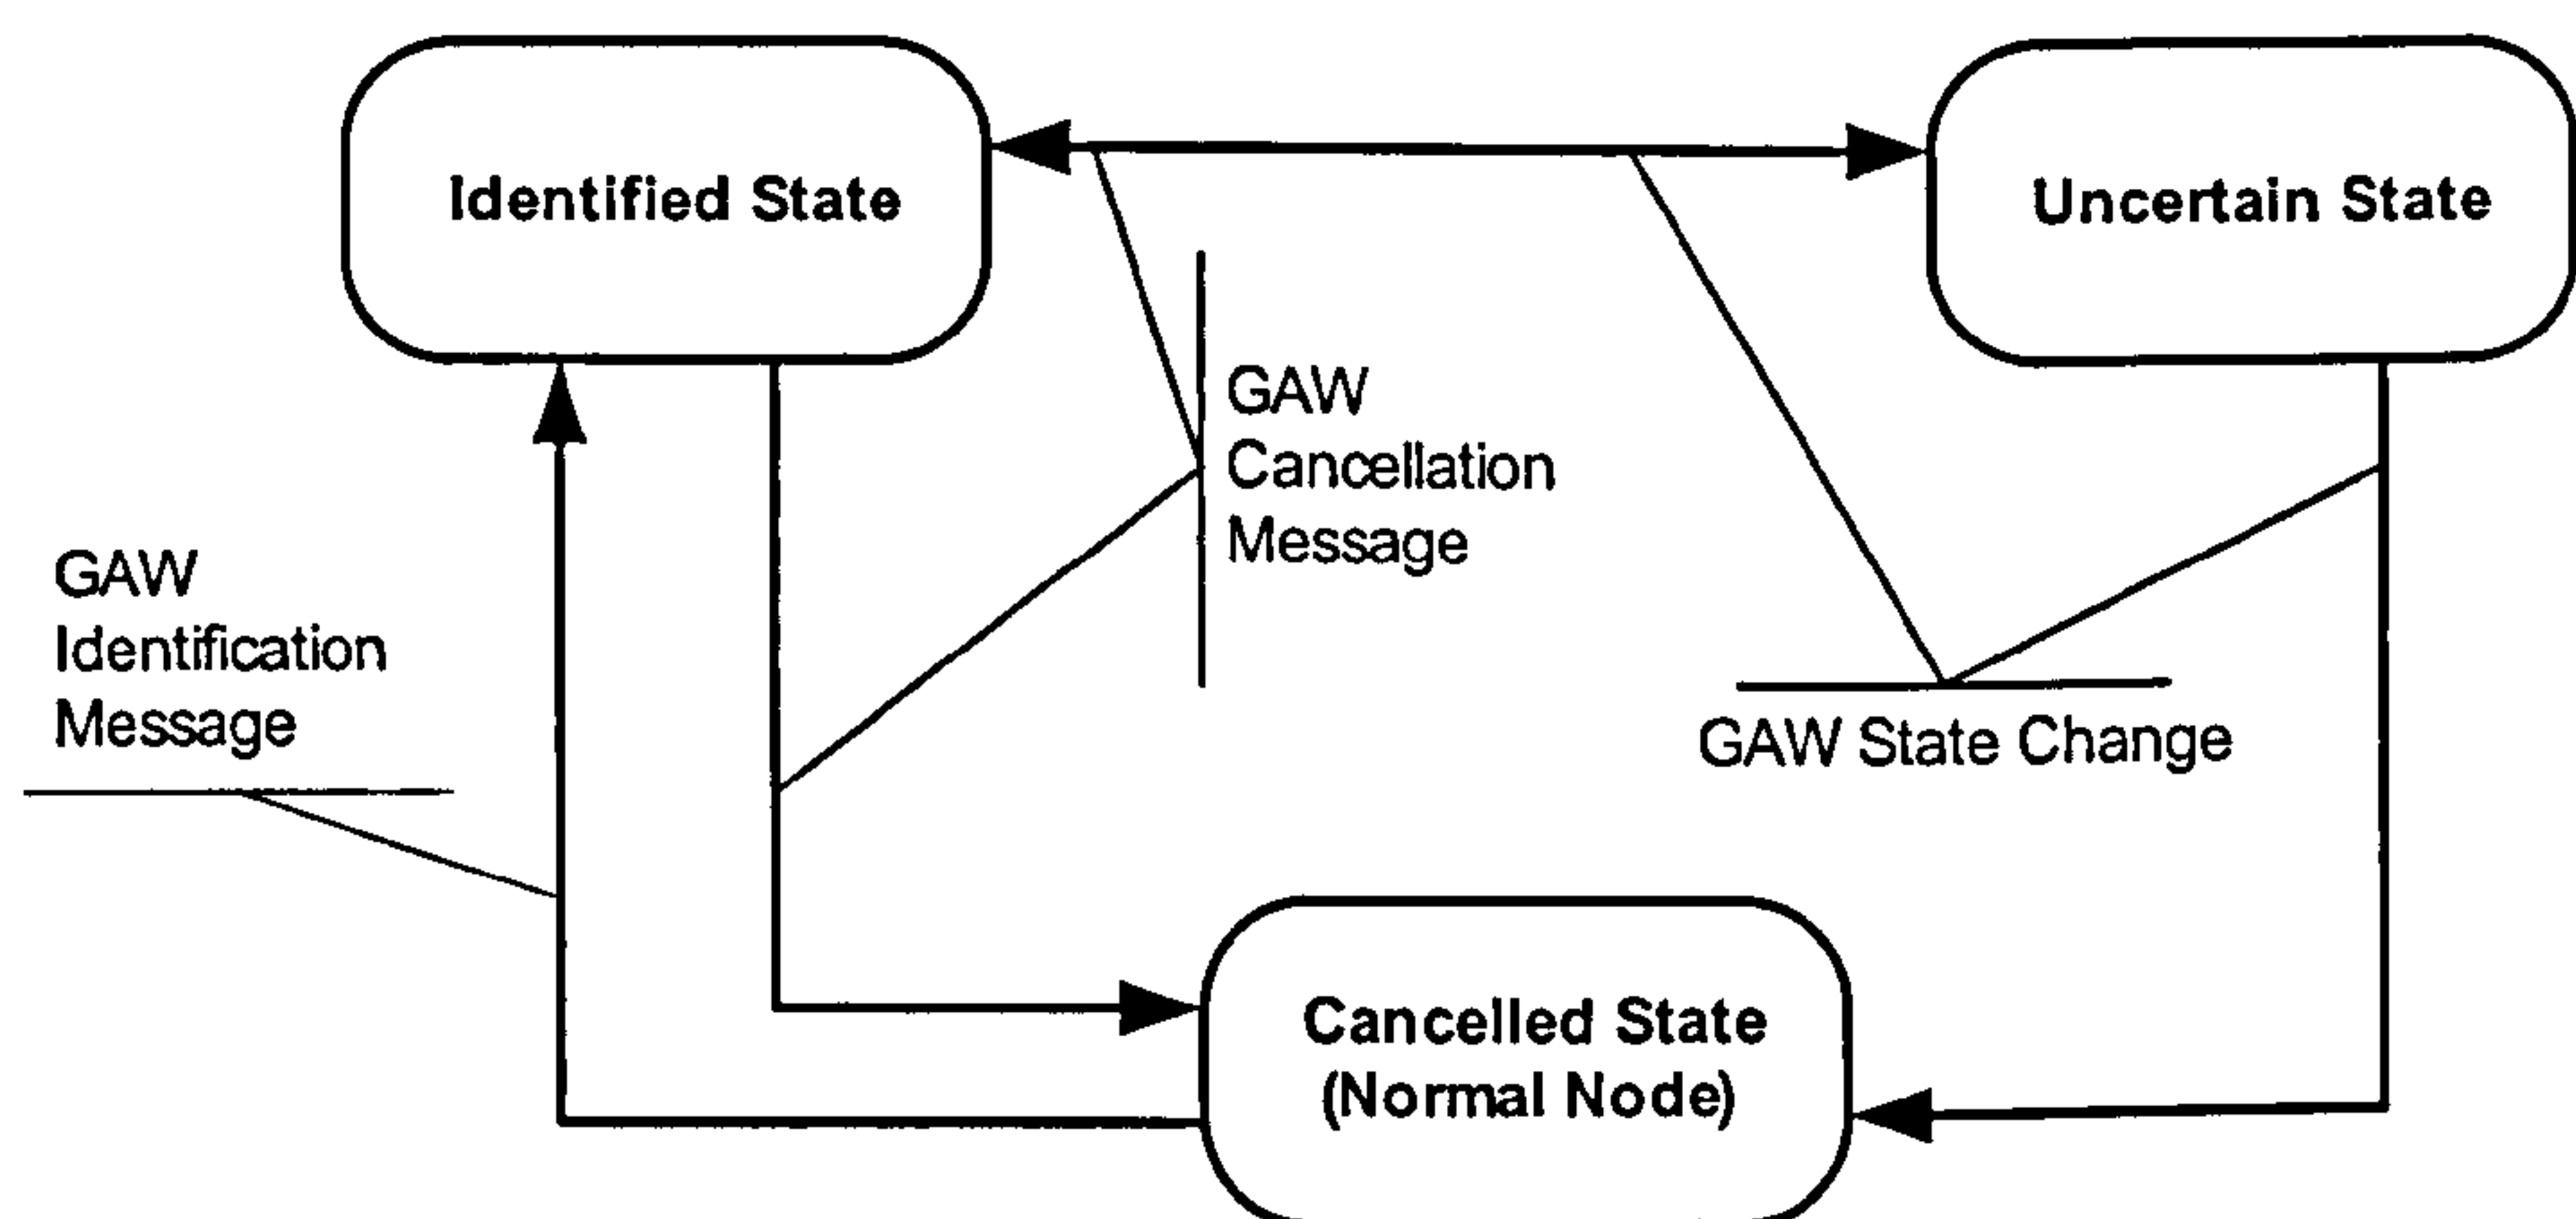 Identified State
Uncertain State
GAW
Cancellation
Message
GAW
Identification
Message
GAW State Change
Cancelled State
(Normal Node)